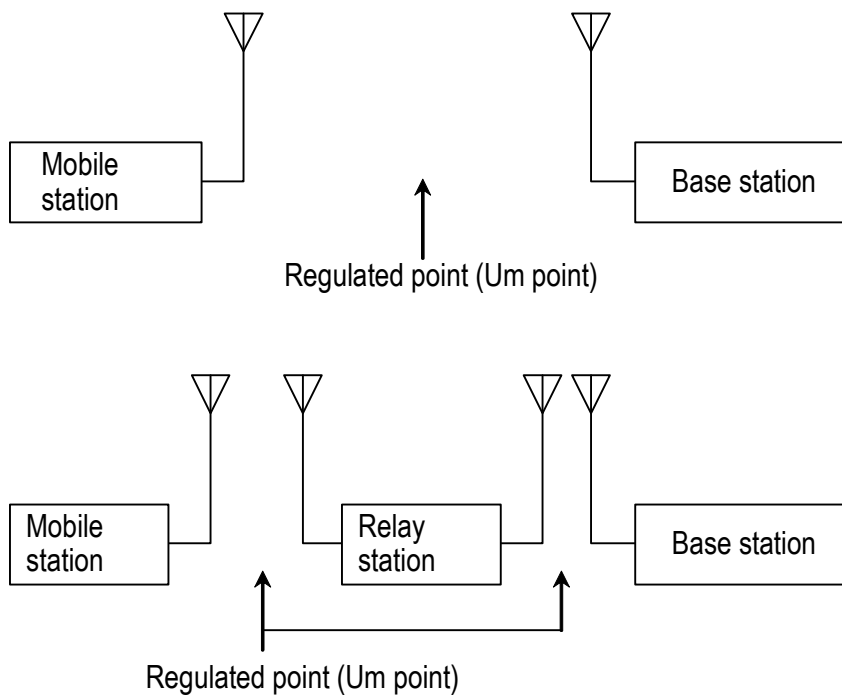 Mobile
station
Base station
Regulated point (Um point)
Mobile
station
Relay
station
Base station
Regulated point (Um point)